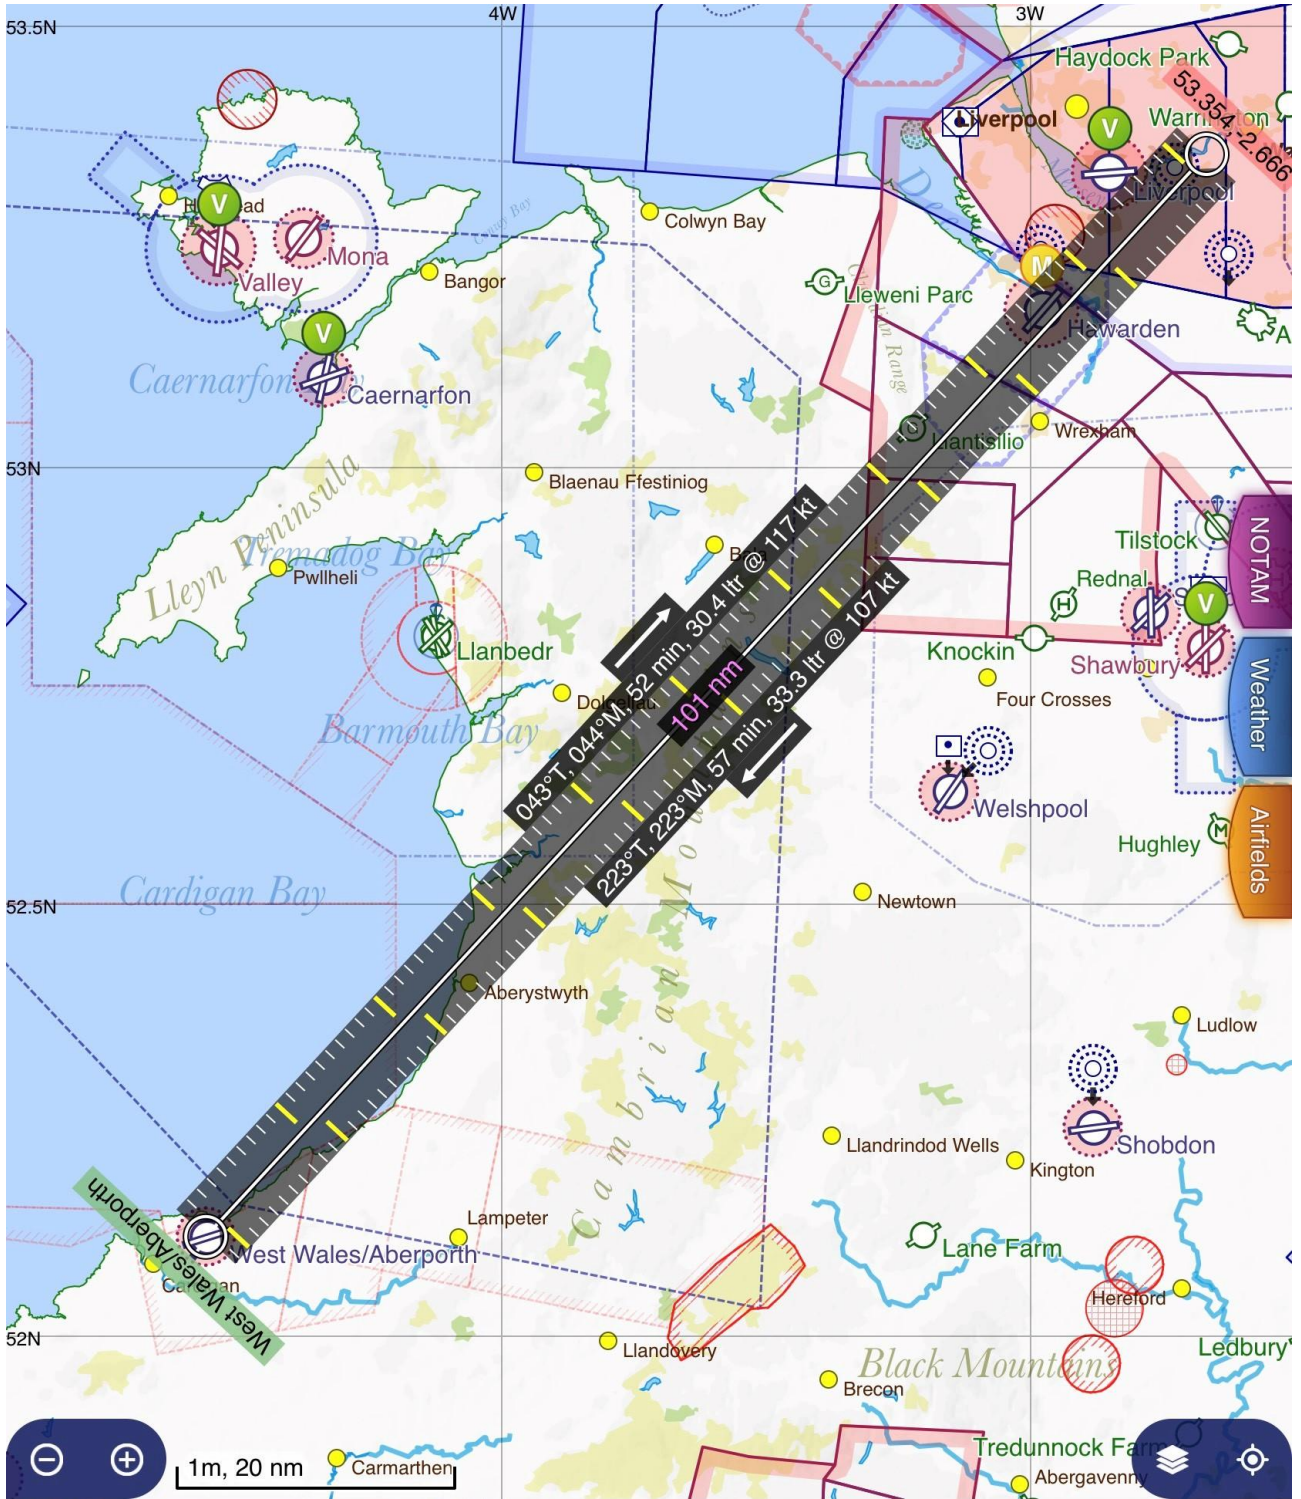 4W
3W
53.5N
Haydock Park
Liverpool
53.354,-2.666
V
Liverpool
V
Colwyn Bay
Mona
Valley
Bangor
M
G
Lleweni Parc
Hawarden
V
Caernarfon
Wrexham
53N
Blaenau Ffestiniog
Lleyn Peninsula
Tremadog Bay
Pwllheli
NOTAM
Tilstock
Rednal
H
V
Llanbedr
Knockin
Shawbury
Four Crosses
Dolgellau
Barmouth Bay
Weather
043°T, 044°M, 52 min, 30.4 ltr @ 117 kt
101 nm
223°T, 223°M, 57 min, 33.3 ltr @ 107 kt
Welshpool
Hughley
M
Airfields
Cardigan Bay
52.5N
Newtown
Aberystwyth
Ludlow
Llandrindod Wells
Kington
Shobdon
Lampeter
West Wales/Aberporth
West Wales/Aberporth
Lane Farm
Hereford
52N
Llandovery
Ledbury
Black Mountains
Brecon
Tredunnock Farm
Abergavenny
1m, 20 nm
Carmarthen